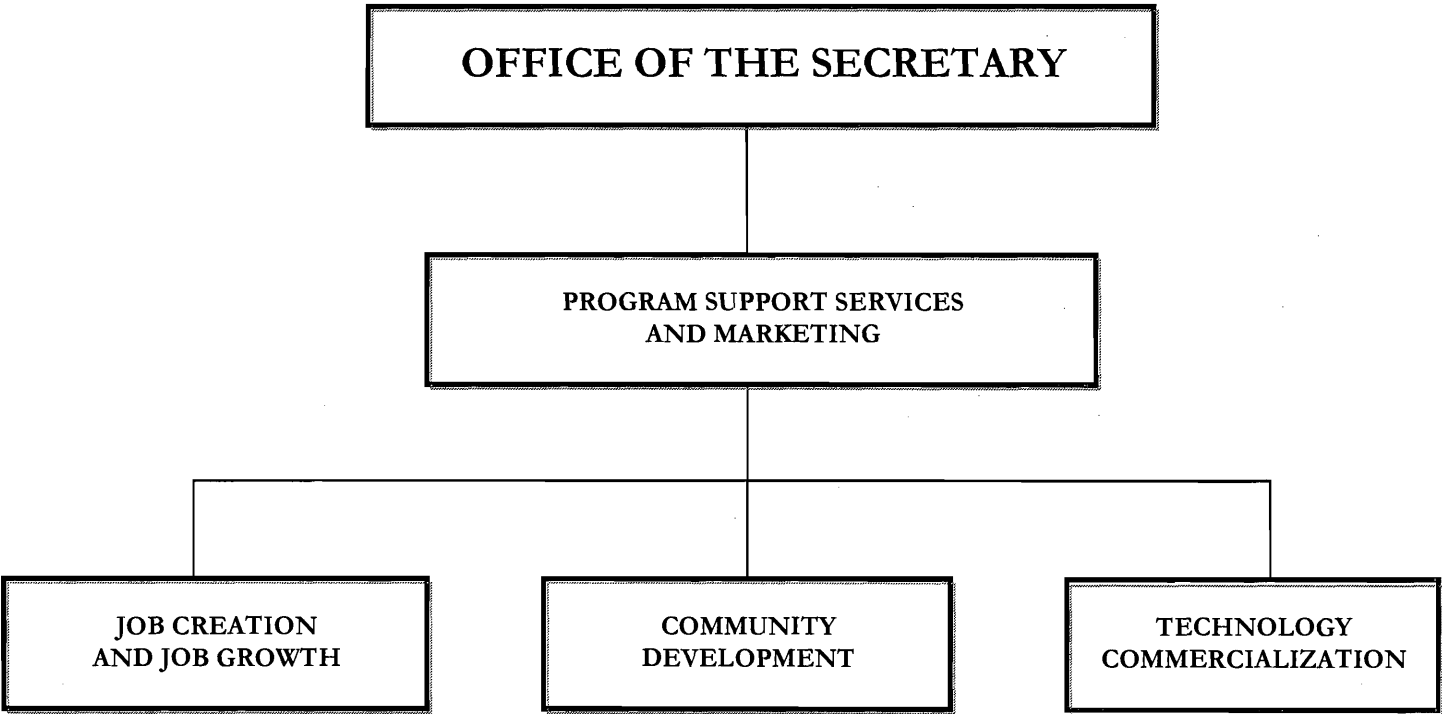 OFFICE OF THE SECRETARY
PROGRAM SUPPORT SERVICES
AND MARKETING
JOB CREATION
AND JOB GROWTH
COMMUNITY
DEVELOPMENT
TECHNOLOGY
COMMERCIALIZATION